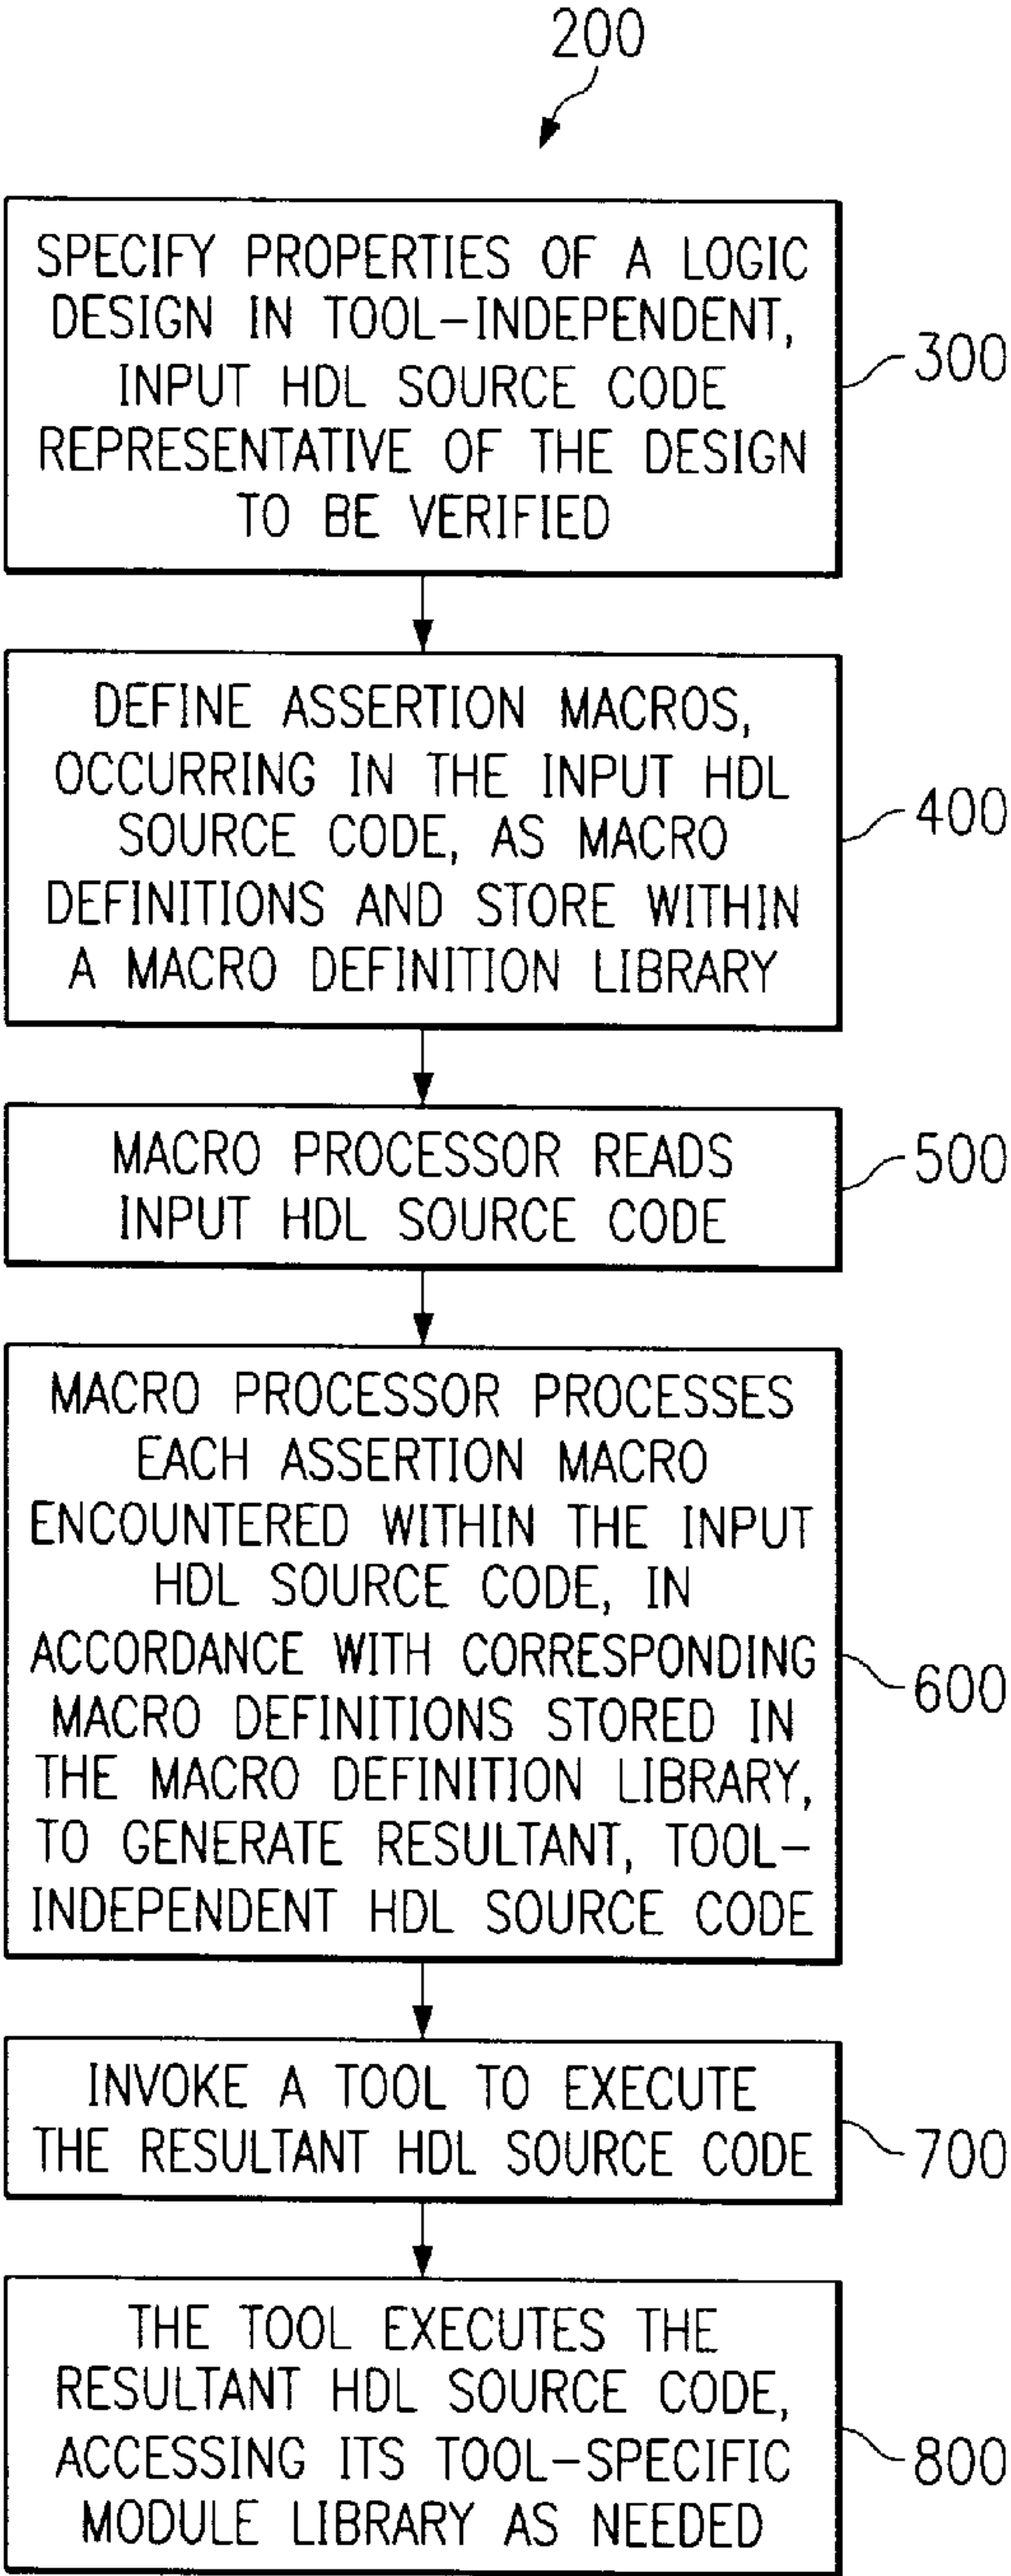 200
SPECIFY PROPERTIES OF A LOGIC
DESIGN IN TOOL-INDEPENDENT,
INPUT HDL SOURCE CODE
REPRESENTATIVE OF THE DESIGN
TO BE VERIFIED
300
DEFINE ASSERTION MACROS,
OCCURRING IN THE INPUT HDL
SOURCE CODE, AS MACRO
DEFINITIONS AND STORE WITHIN
A MACRO DEFINITION LIBRARY
400
MACRO PROCESSOR READS
INPUT HDL SOURCE CODE
500
MACRO PROCESSOR PROCESSES
EACH ASSERTION MACRO
ENCOUNTERED WITHIN THE INPUT
HDL SOURCE CODE, IN
ACCORDANCE WITH CORRESPONDING
MACRO DEFINITIONS STORED IN
THE MACRO DEFINITION LIBRARY,
TO GENERATE RESULTANT, TOOL-
INDEPENDENT HDL SOURCE CODE
600
INVOKE A TOOL TO EXECUTE
THE RESULTANT HDL SOURCE CODE
700
THE TOOL EXECUTES THE
RESULTANT HDL SOURCE CODE,
ACCESSING ITS TOOL-SPECIFIC
MODULE LIBRARY AS NEEDED
800